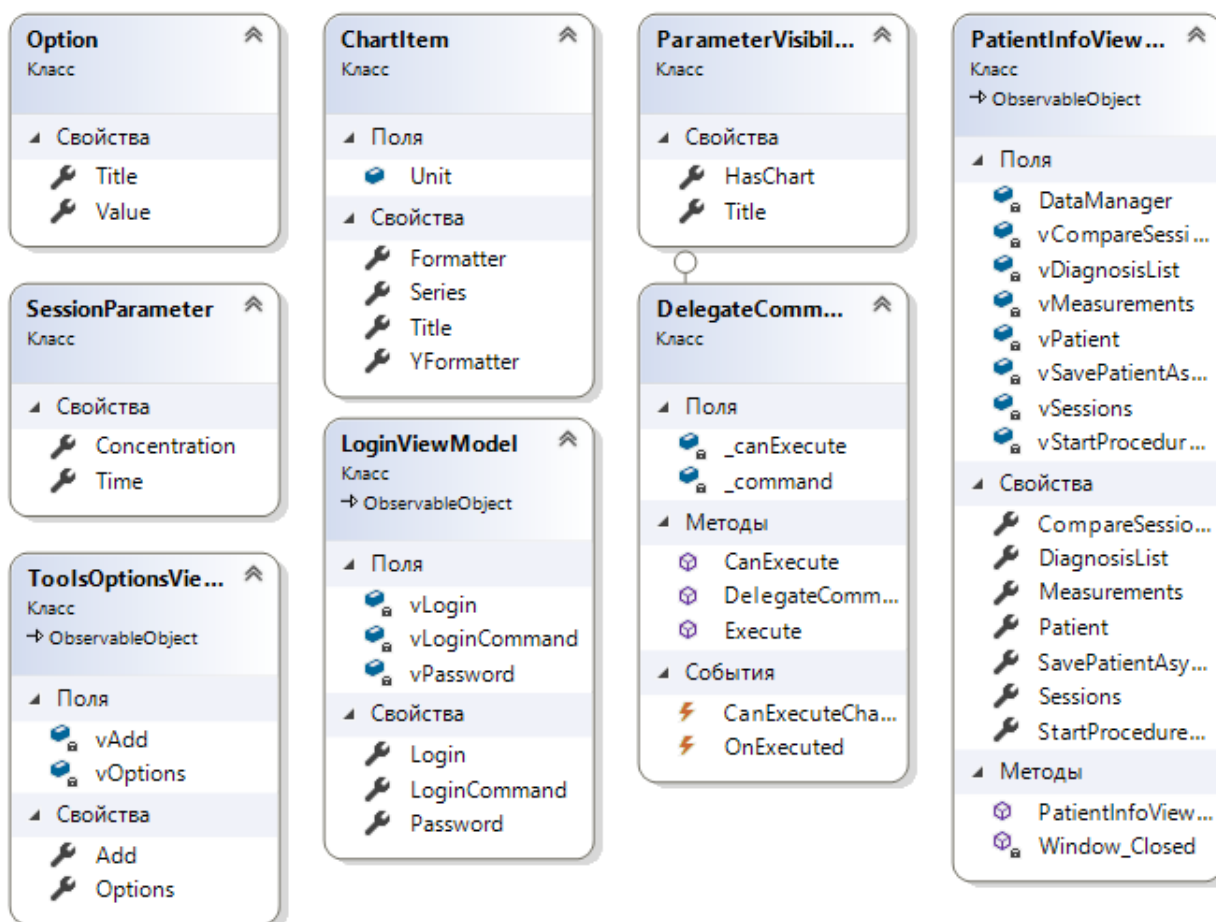 Option
Класс
Свойства
Title
Value
SessionParameter
Класс
Свойства
Concentration
Time
ToolsOptionsVie...
Класс
ObservableObject
Поля
vAdd
vOptions
Свойства
Add
Options
ChartItem
Класс
Поля
Unit
Свойства
Formatter
Series
Title
YFormatter
LoginViewModel
Класс
ObservableObject
Поля
vLogin
vLoginCommand
vPassword
Свойства
Login
LoginCommand
Password
ParameterVisibil...
Класс
Свойства
HasChart
Title
DelegateComm...
Класс
Поля
_canExecute
_command
Методы
CanExecute
DelegateComm...
Execute
События
CanExecuteCha...
OnExecuted
PatientInfoView...
Класс
ObservableObject
Поля
DataManager
vCompareSessi...
vDiagnosisList
vMeasurements
vPatient
vSavePatientAs...
vSessions
vStartProcedur...
Свойства
CompareSessio...
DiagnosisList
Measurements
Patient
SavePatientAsy...
Sessions
StartProcedure...
Методы
PatientInfoView...
Window_Closed